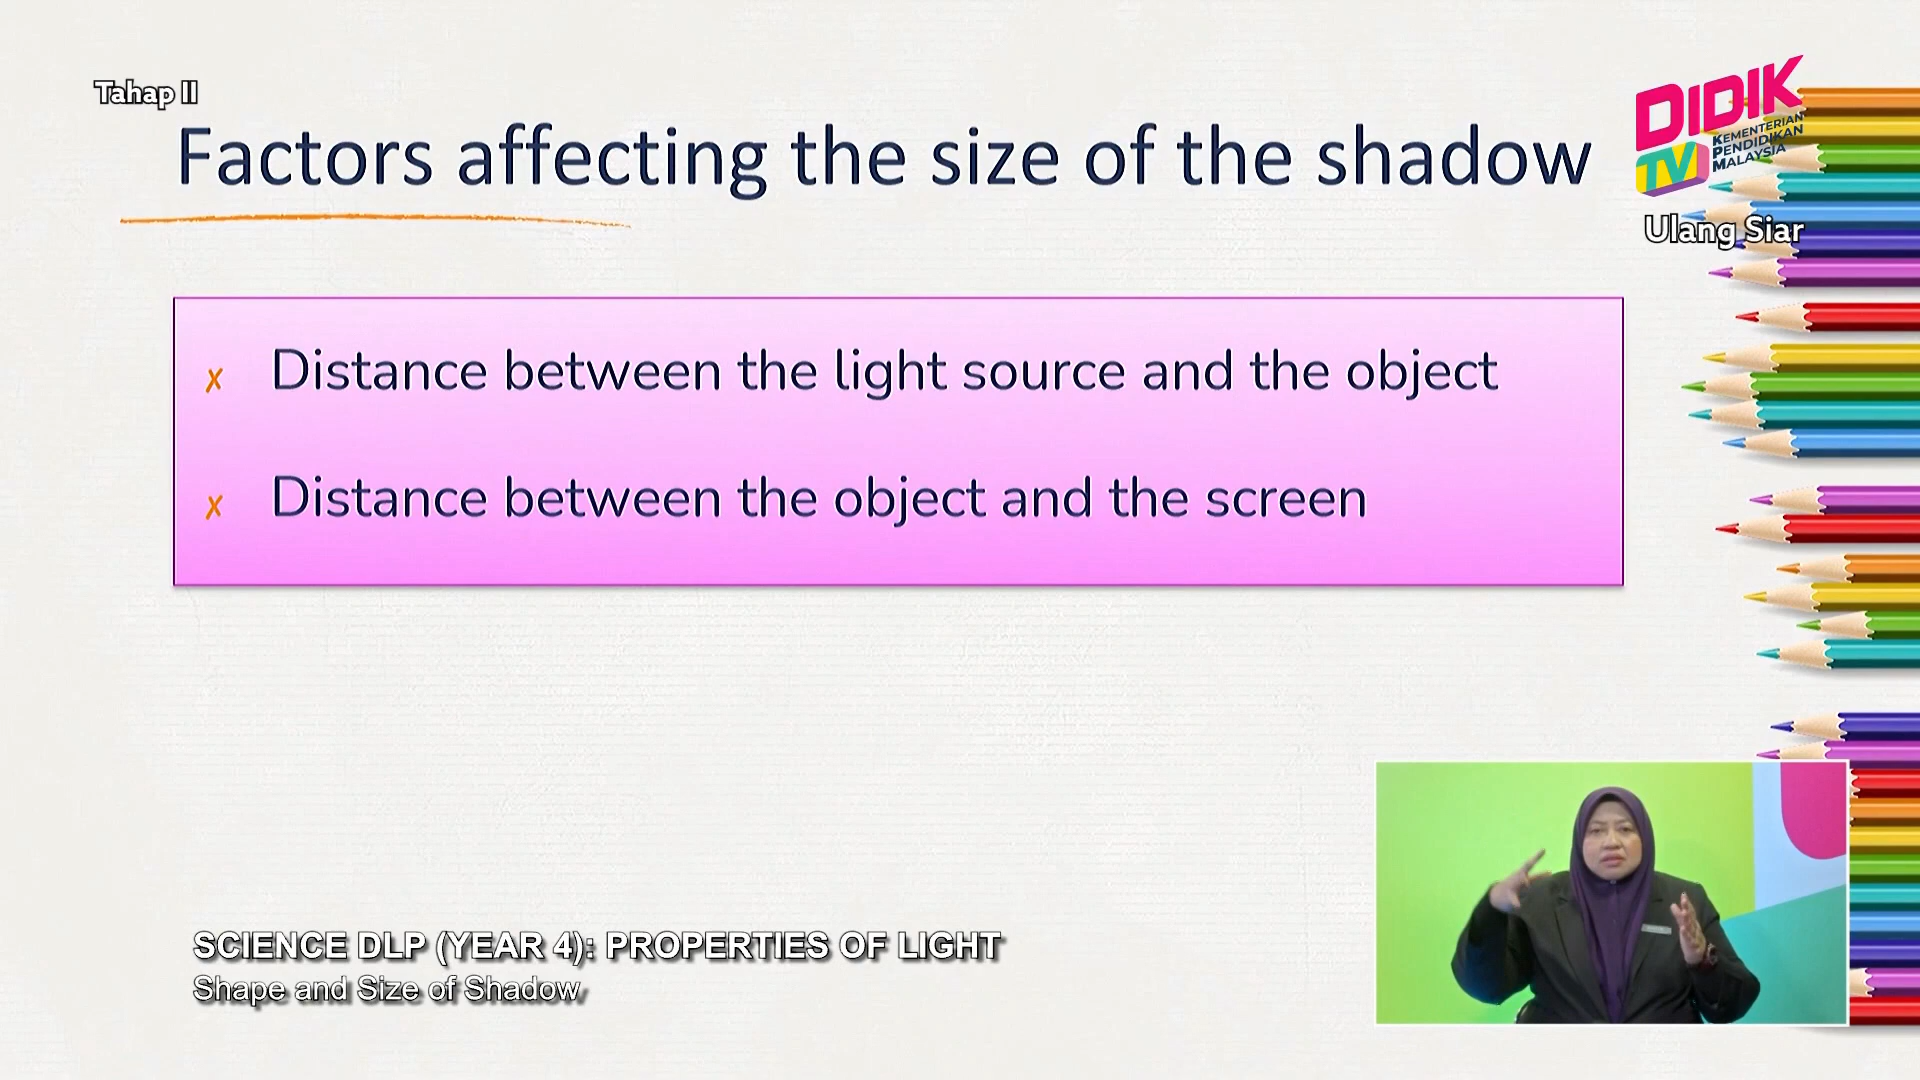 Tahap II
Factors affecting the size of the shadow
DIDIK
TV
KEMENTERIAN
PENDIDIKAN
MALAYSIA
Ulang Siar
✗ Distance between the light source and the object
✗ Distance between the object and the screen
SCIENCE DLP (YEAR 4): PROPERTIES OF LIGHT
Shape and Size of Shadow